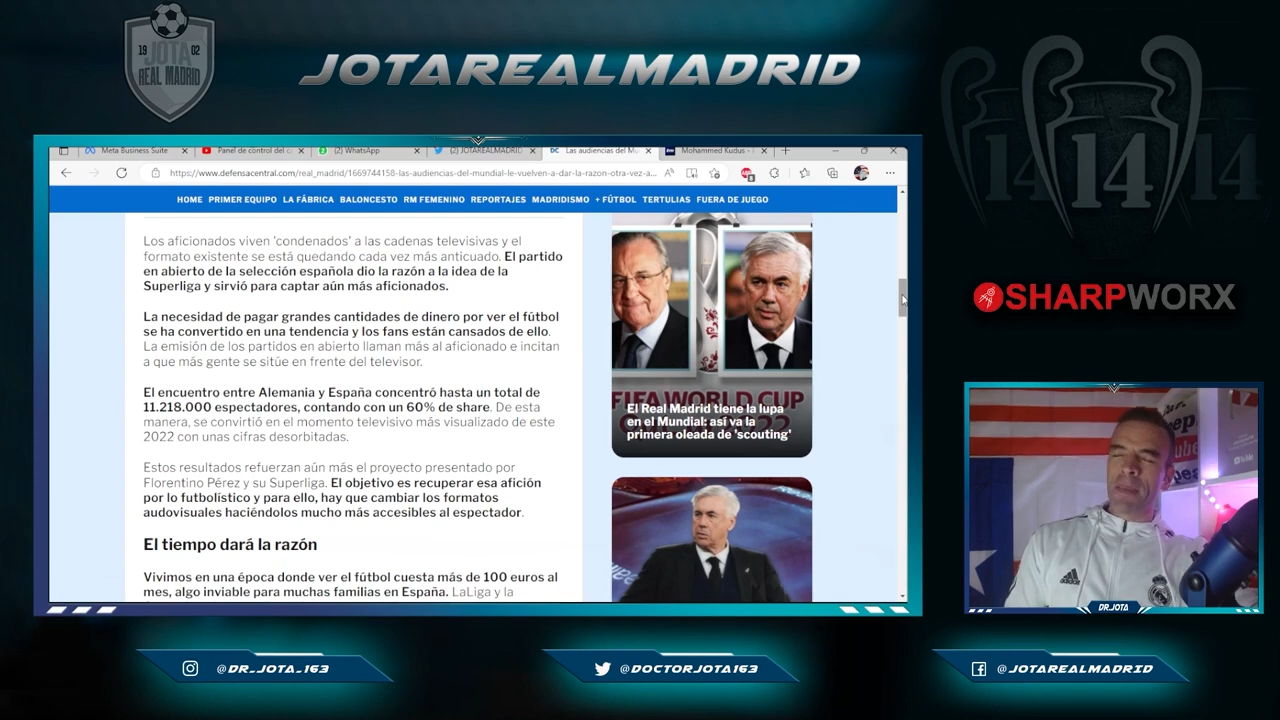 19 02
JOTA
REAL MADRID
JOTAREALMADRID
14 14 14
Meta Business Suite
Panel de control del c
(2) WhatsApp
(2) JOTAREALMADRID
DC Las audiencias del Mu
Mohammed Kudus -
https://www.defensacentral.com/real_madrid/1669744158-las-audiencias-del-mundial-le-vuelven-a-dar-la-razon-otra-vez-a...
HOME PRIMER EQUIPO LA FÁBRICA BALONCESTO RM FEMENINO REPORTAJES MADRIDISMO + FÚTBOL TERTULIAS FUERA DE JUEGO
Los aficionados viven 'condenados' a las cadenas televisivas y el
formato existente se está quedando cada vez más anticuado. El partido
en abierto de la selección española dio la razón a la idea de la
Superliga y sirvió para captar aún más aficionados.
La necesidad de pagar grandes cantidades de dinero por ver el fútbol
se ha convertido en una tendencia y los fans están cansados de ello.
La emisión de los partidos en abierto llaman más al aficionado e incitan
a que más gente se sitúe en frente del televisor.
El encuentro entre Alemania y España concentró hasta un total de
11.218.000 espectadores, contando con un 60% de share. De esta
manera, se convirtió en el momento televisivo más visualizado de este
2022 con unas cifras desorbitadas.
Estos resultados refuerzan aún más el proyecto presentado por
Florentino Pérez y su Superliga. El objetivo es recuperar esa afición
por lo futbolístico y para ello, hay que cambiar los formatos
audovisuales haciéndolos mucho más accesibles al espectador.
El tiempo dará la razón
Vivimos en una época donde ver el fútbol cuesta más de 100 euros al
mes, algo inviable para muchas familias en España. LaLiga y la
FIFA WORLD CUP
El Real Madrid tiene la lupa
en el Mundial: así va la
primera oleada de 'scouting'
SHARPWORX
DR.JOTA
@DR_JOTA_163
@DOCTORJOTA163
@JOTAREALMADRID